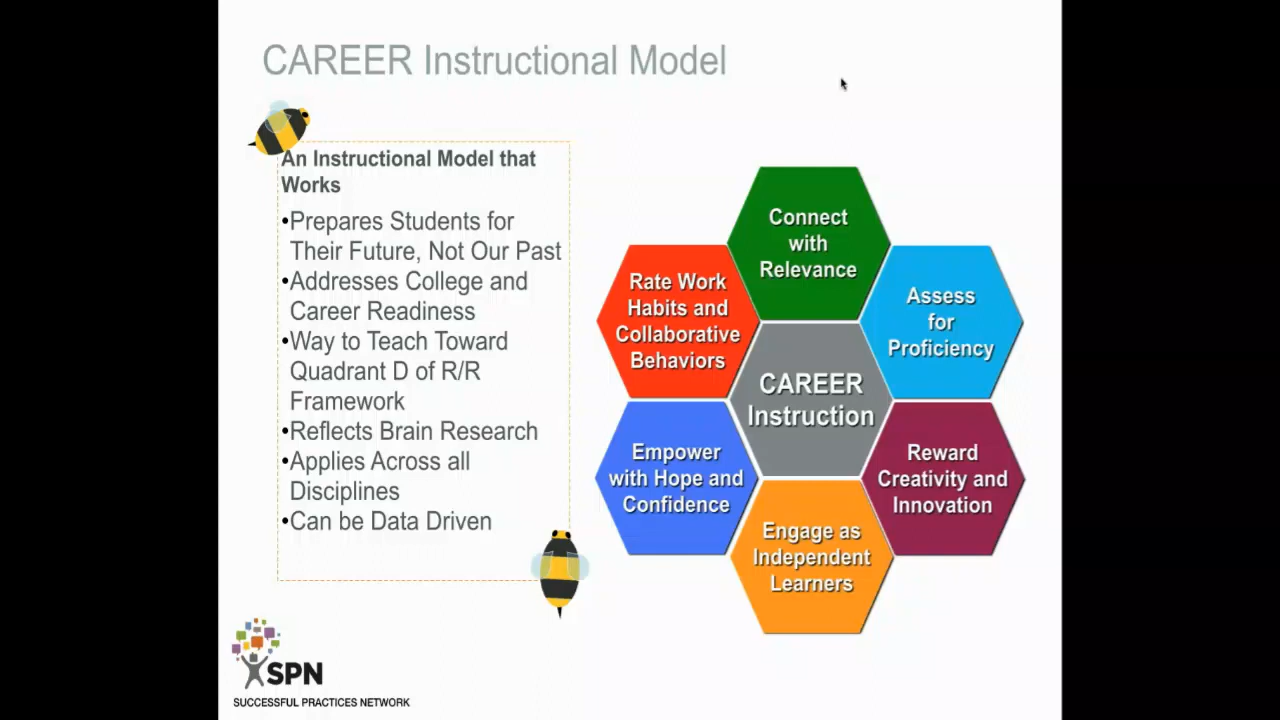 CAREER Instructional Model
An Instructional Model that
Works
•Prepares Students for
Their Future, Not Our Past
•Addresses College and
Career Readiness
•Way to Teach Toward
Quadrant D of R/R
Framework
•Reflects Brain Research
•Applies Across all
Disciplines
•Can be Data Driven
Connect
with
Relevance
Assess
for
Proficiency
Reward
Creativity and
Innovation
Engage as
Independent
Learners
Empower
with Hope and
Confidence
Rate Work
Habits and
Collaborative
Behaviors
CAREER
Instruction
SPN
SUCCESSFUL PRACTICES NETWORK